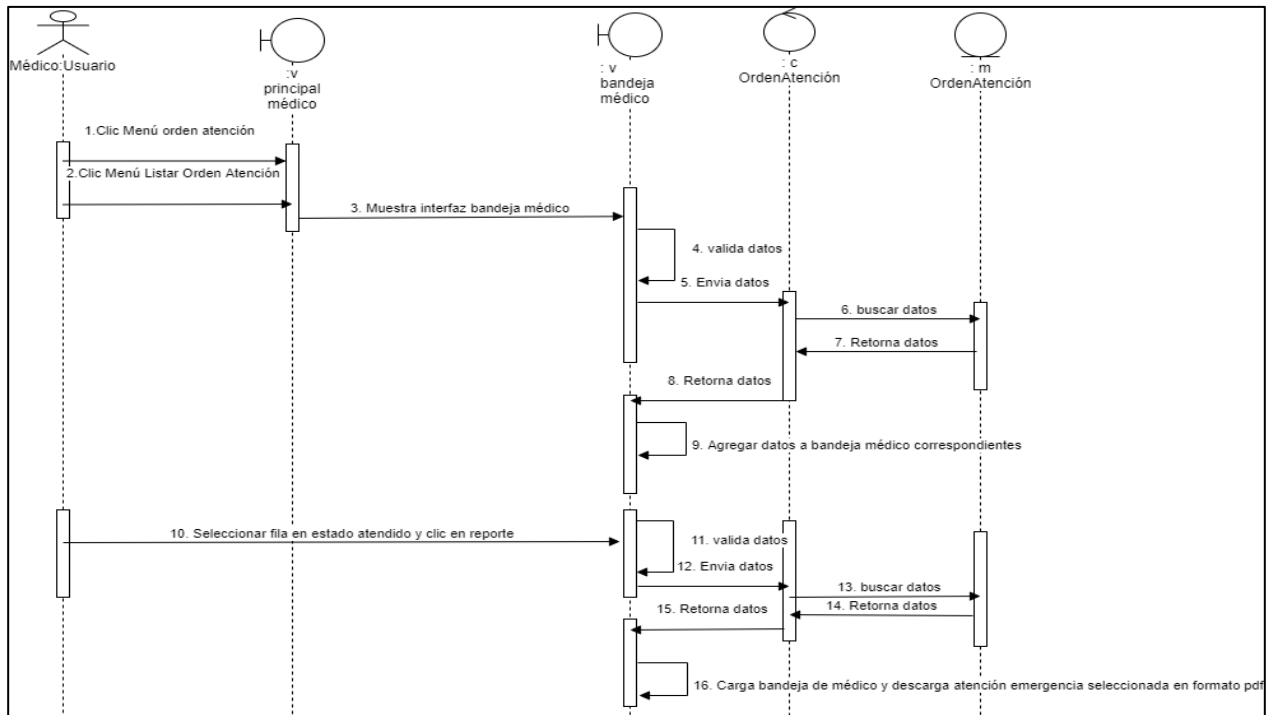 Médico:Usuario
:v
principal
médico
: v
bandeja
médico
: c
OrdenAtención
: m
OrdenAtención
1.Clic Menú orden atención
2.Clic Menú Listar Orden Atención
3. Muestra interfaz bandeja médico
4. valida datos
5. Envia datos
6. buscar datos
7. Retorna datos
8. Retorna datos
9. Agregar datos a bandeja médico correspondientes
10. Seleccionar fila en estado atendido y clic en reporte
11. valida datos
12. Envia datos
13. buscar datos
14. Retorna datos
15. Retorna datos
16. Carga bandeja de médico y descarga atención emergencia seleccionada en formato pdf